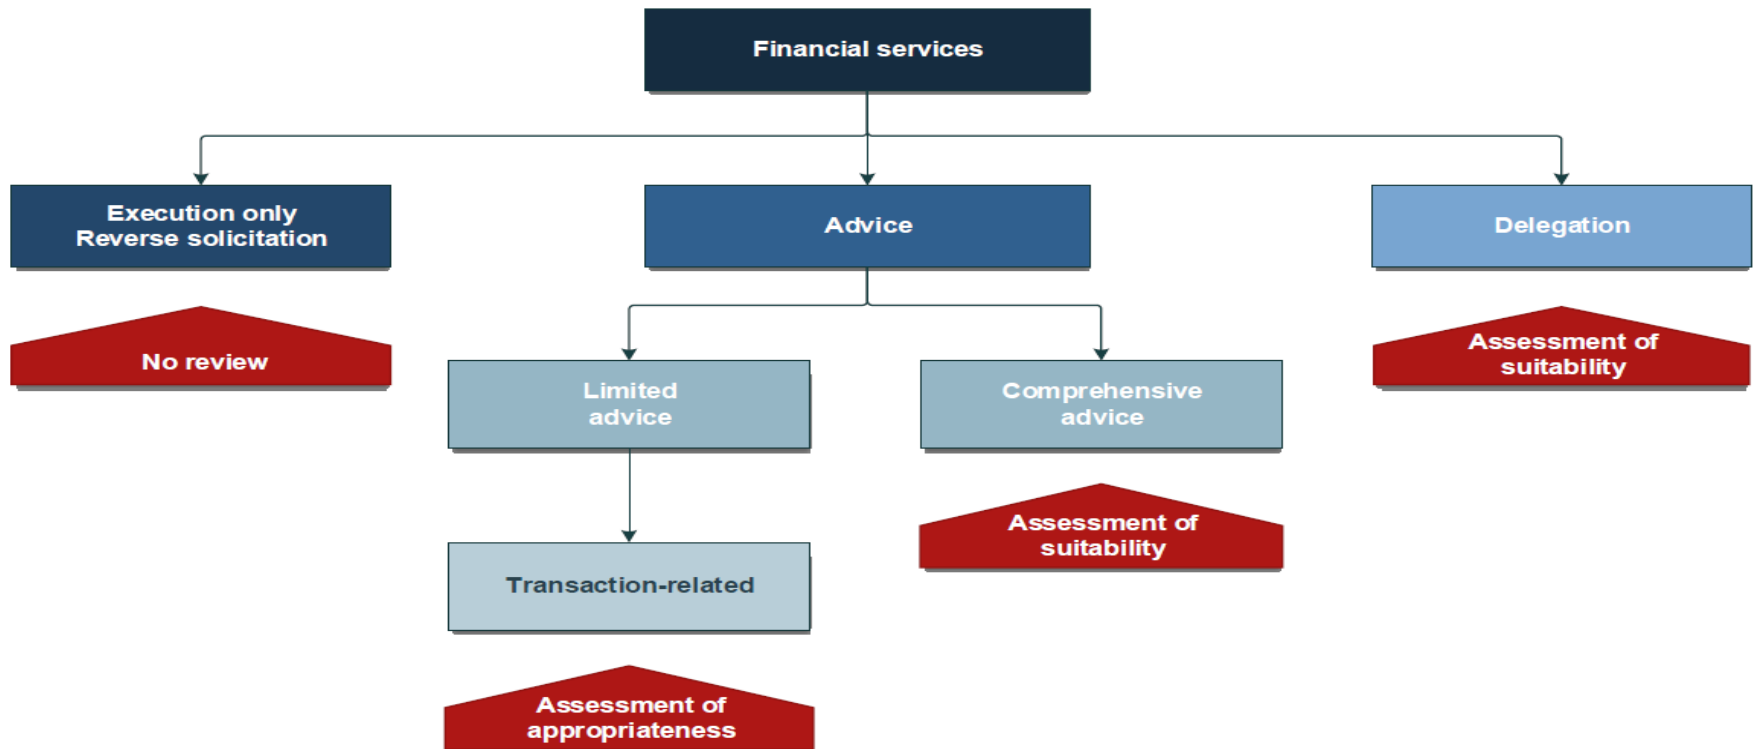 Financial services
Execution only
Reverse solicitation
Advice
Delegation
No review
Assessment of
suitability
Limited
advice
Comprehensive
advice
Assessment of
suitability
Transaction-related
Assessment of
appropriateness